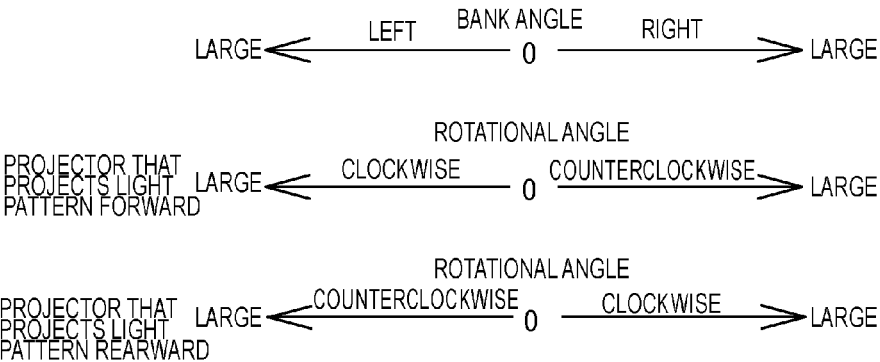 BANK ANGLE
LARGE LEFT 0 RIGHT LARGE
ROTATIONAL ANGLE
PROJECTOR THAT
PROJECTS LIGHT
PATTERN FORWARD
LARGE CLOCKWISE 0 COUNTERCLOCKWISE LARGE
ROTATIONAL ANGLE
PROJECTOR THAT
PROJECTS LIGHT
PATTERN REARWARD
LARGE COUNTERCLOCKWISE 0 CLOCKWISE LARGE